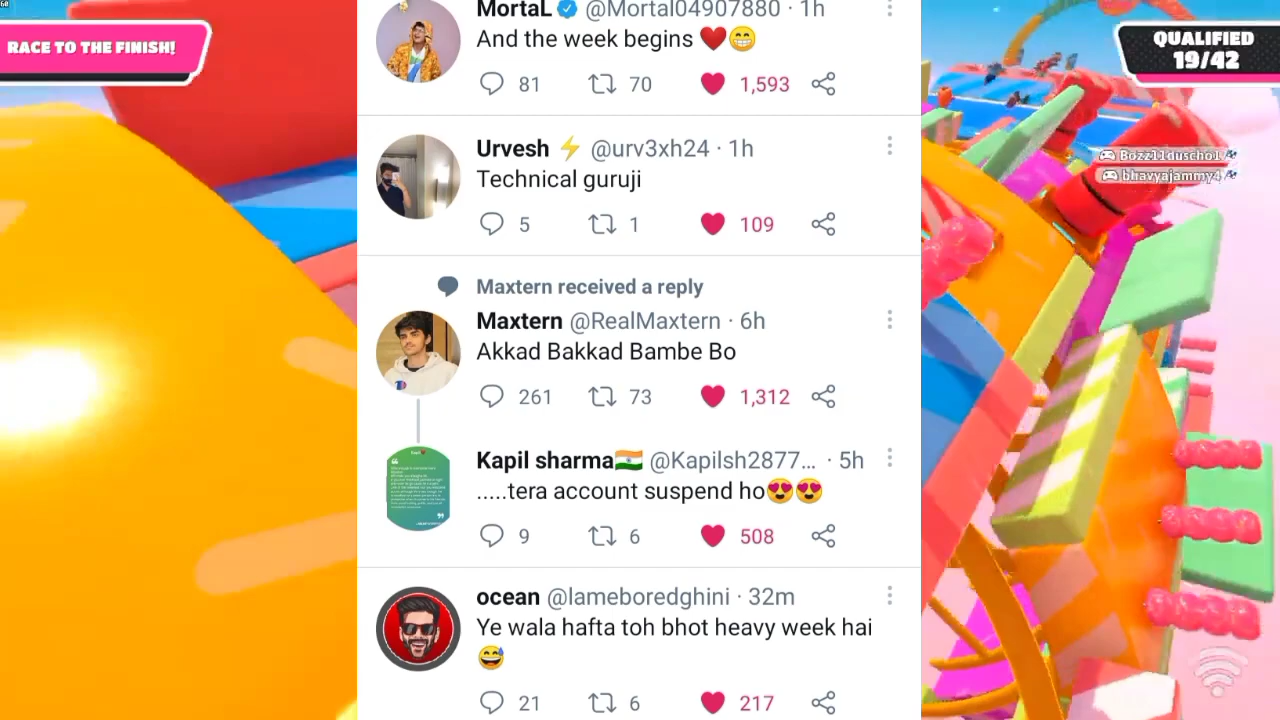 60
RACE TO THE FINISH!
MortaL @Mortal04907880 · 1h
And the week begins ❤️😁
81 70 1,593
Urvesh ⚡ @urv3xh24 · 1h
Technical guruji
5 1 109
Maxtern received a reply
Maxtern @RealMaxtern · 6h
Akkad Bakkad Bambe Bo
261 73 1,312
Kapil sharma🇮🇳 @Kapilsh2877... · 5h
.....tera account suspend ho😍😍
9 6 508
ocean @lameboredghini · 32m
Ye wala hafta toh bhot heavy week hai
😅
21 6 217
QUALIFIED
19/42
Bozz11duscho1
bhavyajammy4